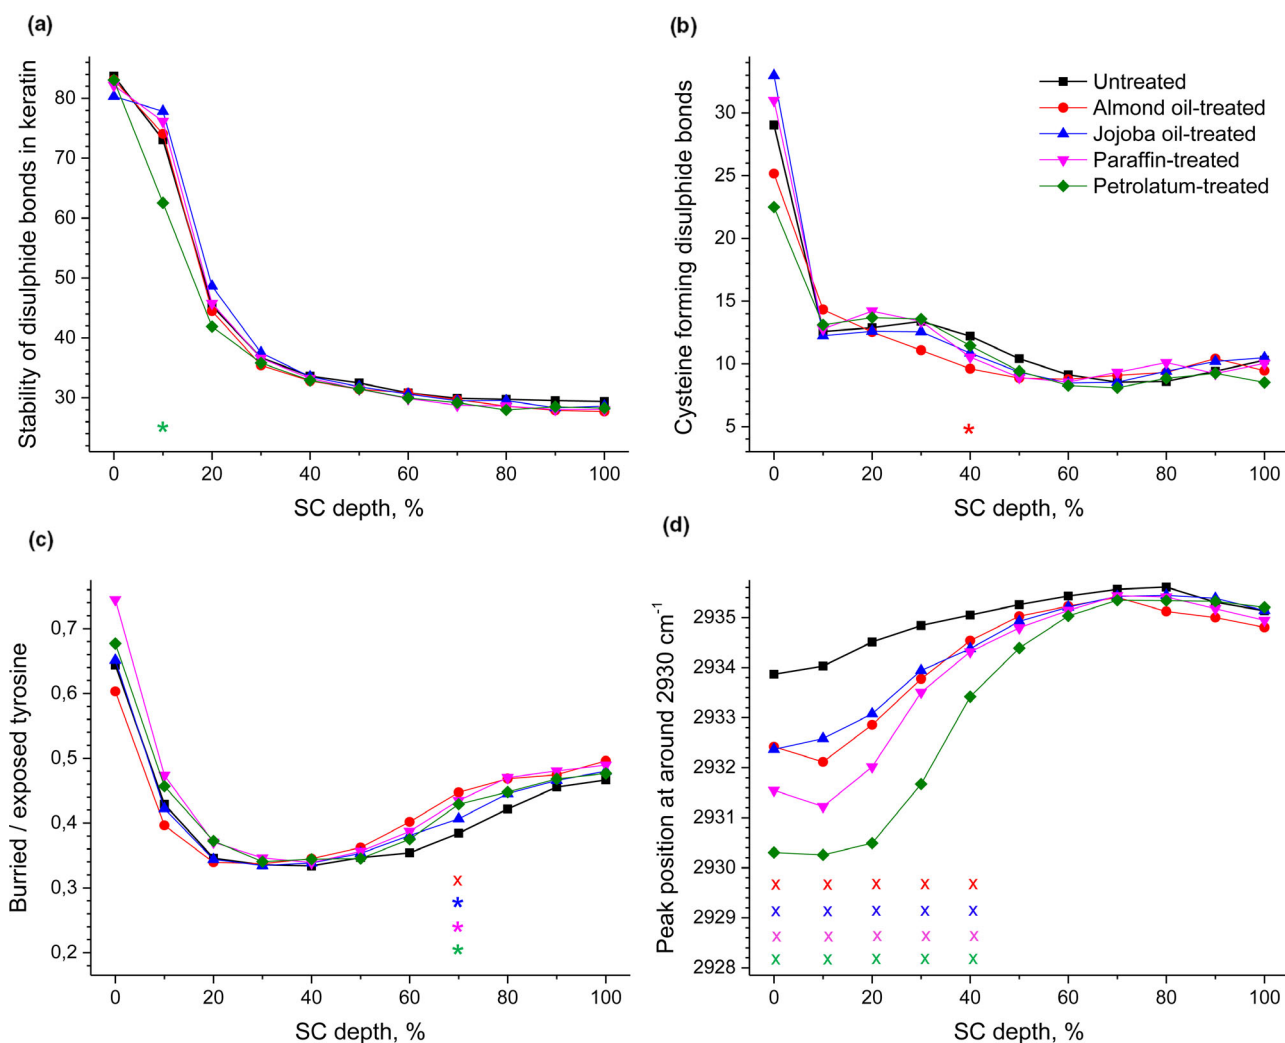 (a)
Stability of disulphide bonds in keratin
80
70
60
50
40
30
0 20 40 60 80 100
SC depth, %
(b)
Cysteine forming disulphide bonds
30
25
20
15
10
5
0 20 40 60 80 100
SC depth, %
Untreated
Almond oil-treated
Jojoba oil-treated
Paraffin-treated
Petrolatum-treated
*
*
(c)
Burried / exposed tyrosine
0,7
0,6
0,5
0,4
0,3
0,2
x
*
*
*
0 20 40 60 80 100
SC depth, %
(d)
Peak position at around 2930 cm⁻¹
2935
2934
2933
2932
2931
2930
2929
2928
x x x x x
x x x x x
x x x x x
x x x x x
0 20 40 60 80 100
SC depth, %